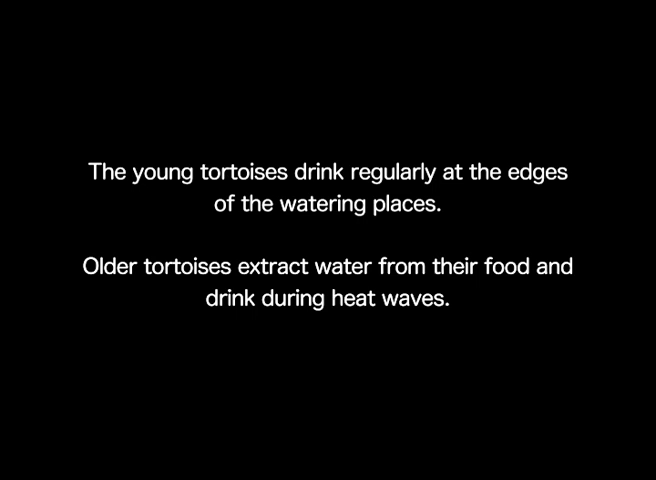 The young tortoises drink regularly at the edges
of the watering places.
Older tortoises extract water from their food and
drink during heat waves.